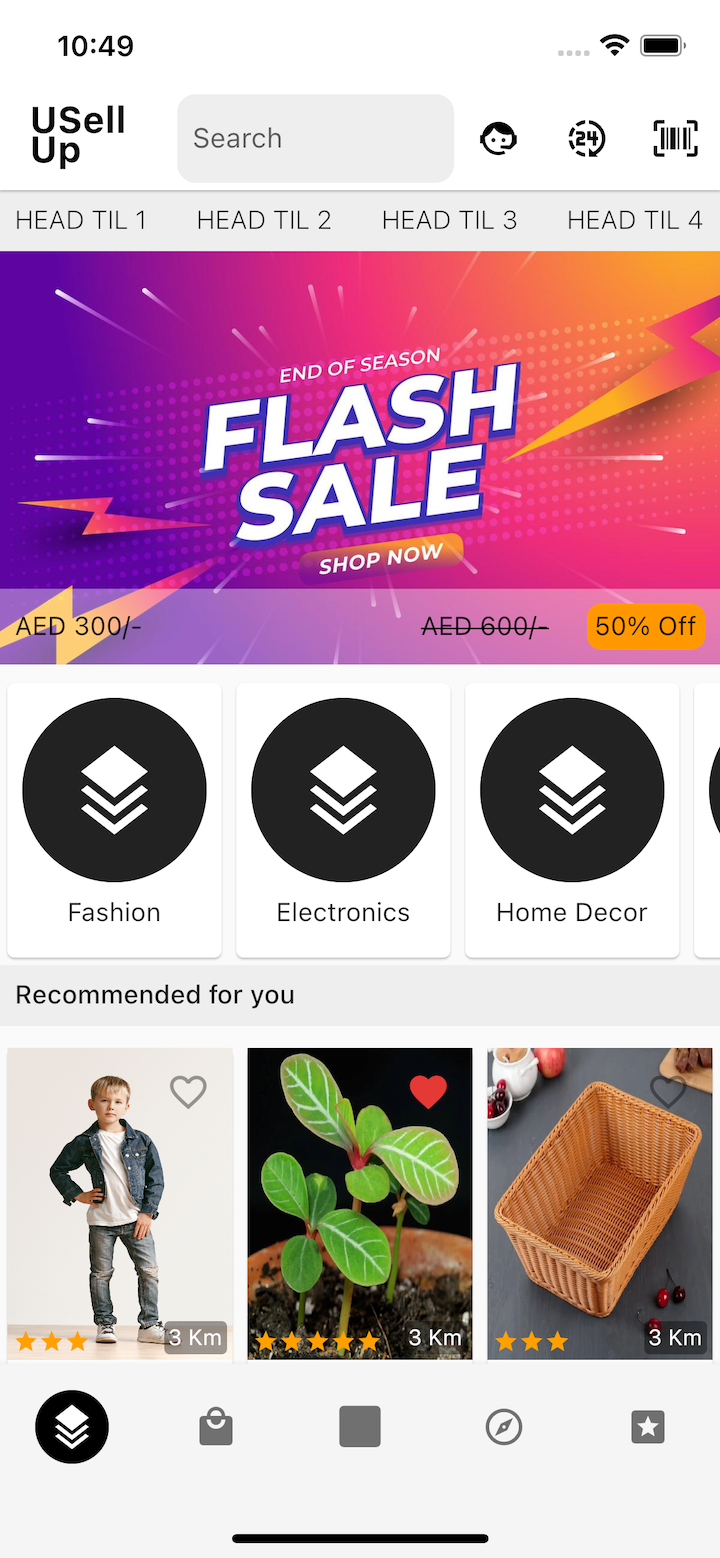 10:49
USell
Up
Search
24
HEAD TIL 1 HEAD TIL 2 HEAD TIL 3 HEAD TIL 4
END OF SEASON
FLASH
SALE
SHOP NOW
AED 300/- AED 600/- 50% Off
Fashion Electronics Home Decor
Recommended for you
3 Km 3 Km 3 Km